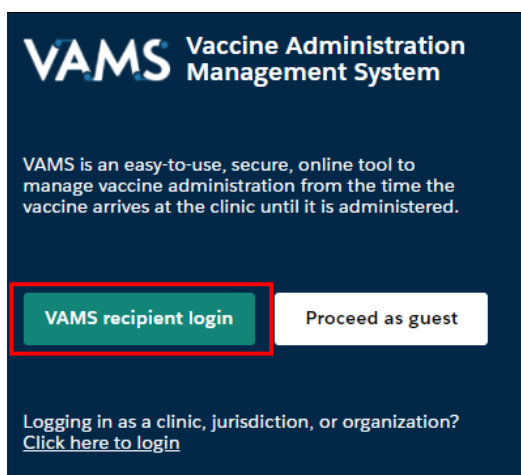 VAMS Vaccine Administration
Management System
VAMS is an easy-to-use, secure, online tool to
manage vaccine administration from the time the
vaccine arrives at the clinic until it is administered.
VAMS recipient login Proceed as guest
Logging in as a clinic, jurisdiction, or organization?
Click here to login